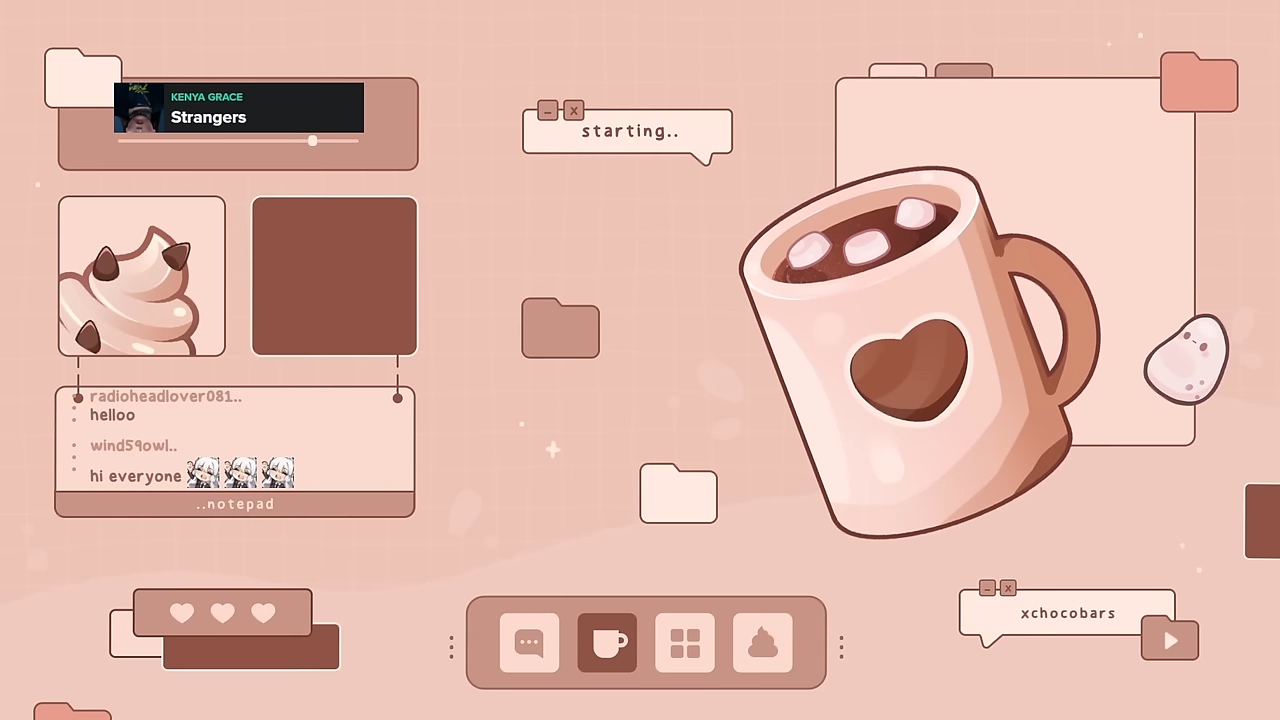 KENYA GRACE
Strangers
starting..
radioheadlover081..
helloo
wind59owl..
hi everyone
..notepad
xchocobars